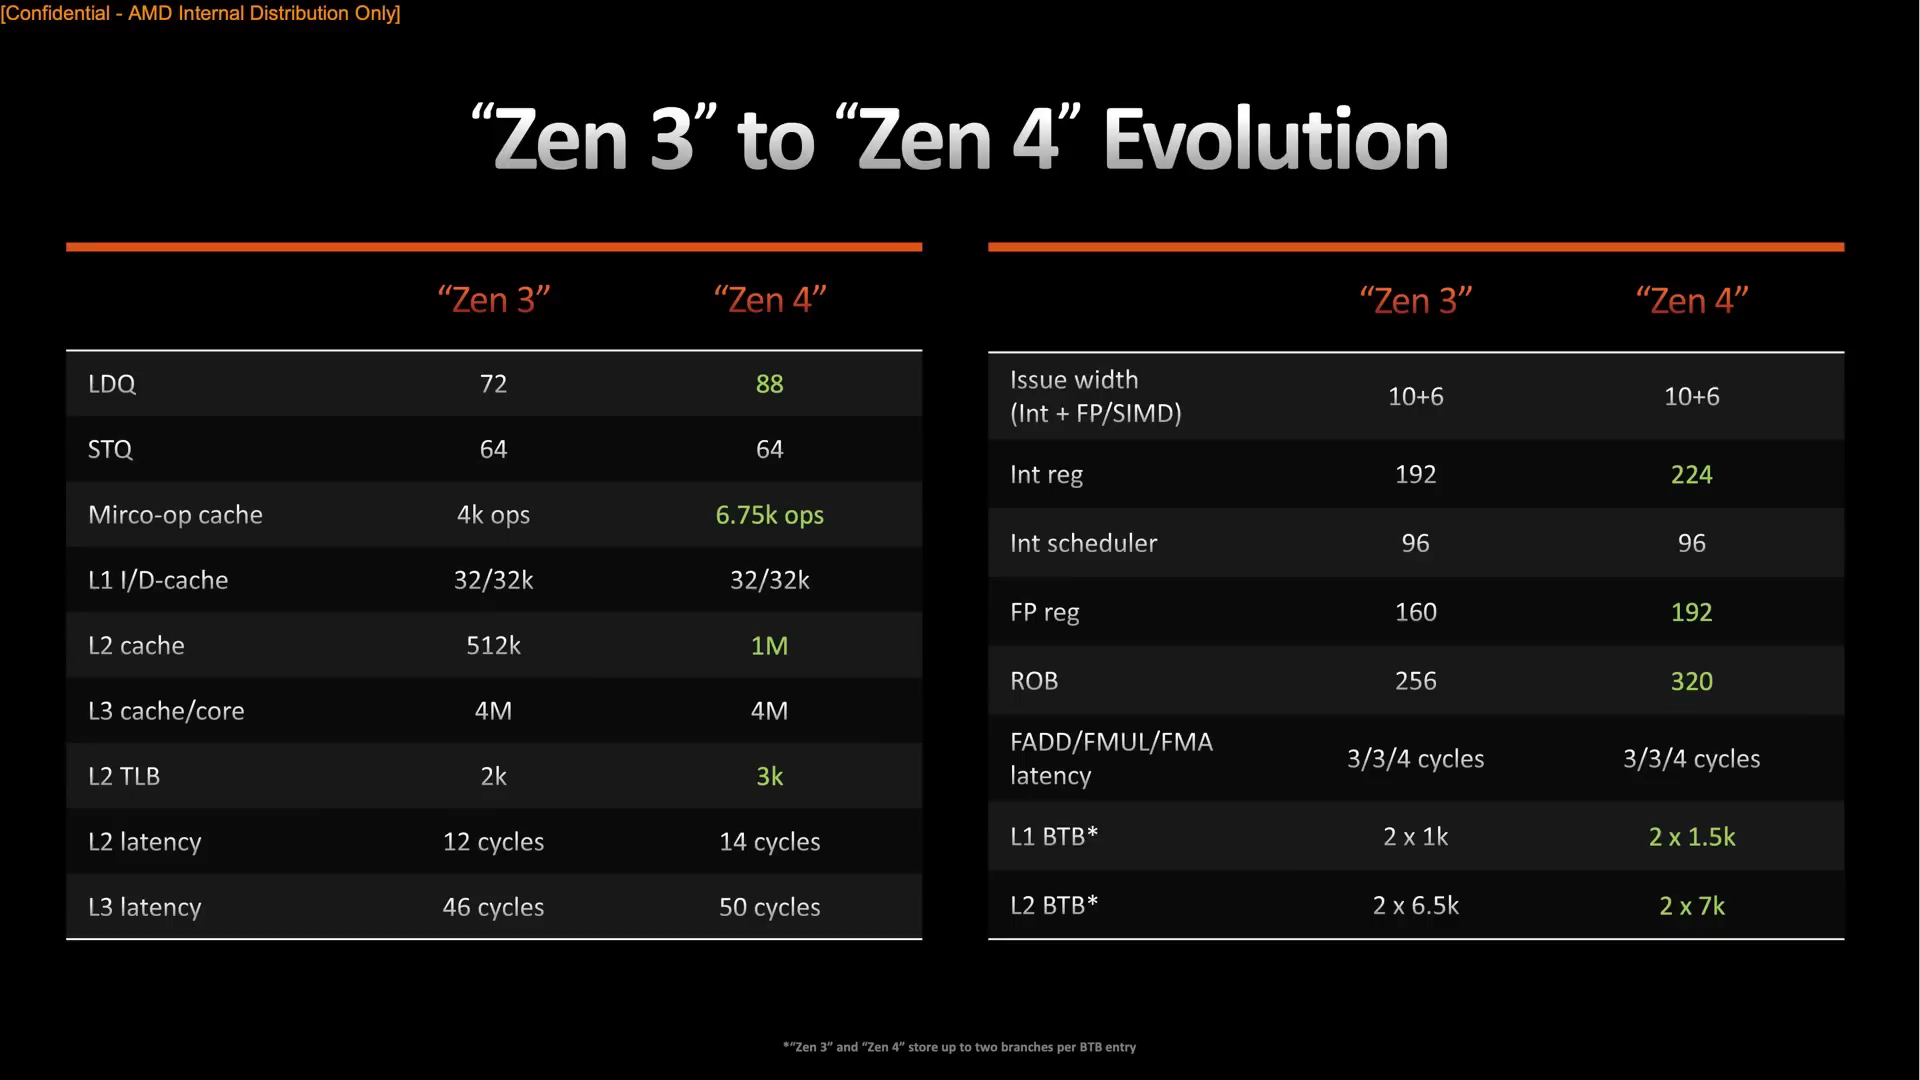 [Confidential - AMD Internal Distribution Only]
“Zen 3” to “Zen 4” Evolution
“Zen 3” “Zen 4”
LDQ 72 88
STQ 64 64
Mirco-op cache 4k ops 6.75k ops
L1 I/D-cache 32/32k 32/32k
L2 cache 512k 1M
L3 cache/core 4M 4M
L2 TLB 2k 3k
L2 latency 12 cycles 14 cycles
L3 latency 46 cycles 50 cycles
“Zen 3” “Zen 4”
Issue width
(Int + FP/SIMD) 10+6 10+6
Int reg 192 224
Int scheduler 96 96
FP reg 160 192
ROB 256 320
FADD/FMUL/FMA
latency 3/3/4 cycles 3/3/4 cycles
L1 BTB* 2 x 1k 2 x 1.5k
L2 BTB* 2 x 6.5k 2 x 7k
*“Zen 3” and “Zen 4” store up to two branches per BTB entry